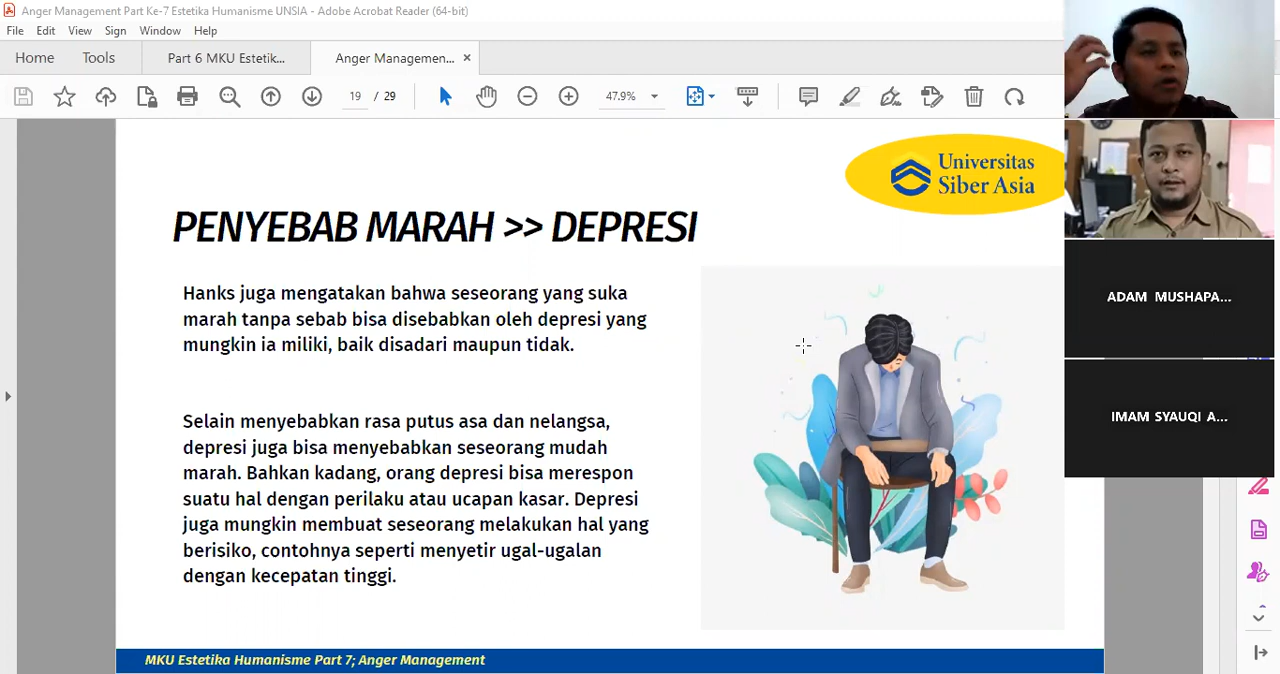 Anger Management Part Ke-7 Estetika Humanisme UNSIA - Adobe Acrobat Reader (64-bit)
File Edit View Sign Window Help
Home Tools Part 6 MKU Estetik... Anger Managemen... ×
19 / 29 47.9%
Universitas
Siber Asia
PENYEBAB MARAH >> DEPRESI
Hanks juga mengatakan bahwa seseorang yang suka
marah tanpa sebab bisa disebabkan oleh depresi yang
mungkin ia miliki, baik disadari maupun tidak.
Selain menyebabkan rasa putus asa dan nelangsa,
depresi juga bisa menyebabkan seseorang mudah
marah. Bahkan kadang, orang depresi bisa merespon
suatu hal dengan perilaku atau ucapan kasar. Depresi
juga mungkin membuat seseorang melakukan hal yang
berisiko, contohnya seperti menyetir ugal-ugalan
dengan kecepatan tinggi.
MKU Estetika Humanisme Part 7; Anger Management
ADAM MUSHAPA...
IMAM SYAUQI A...